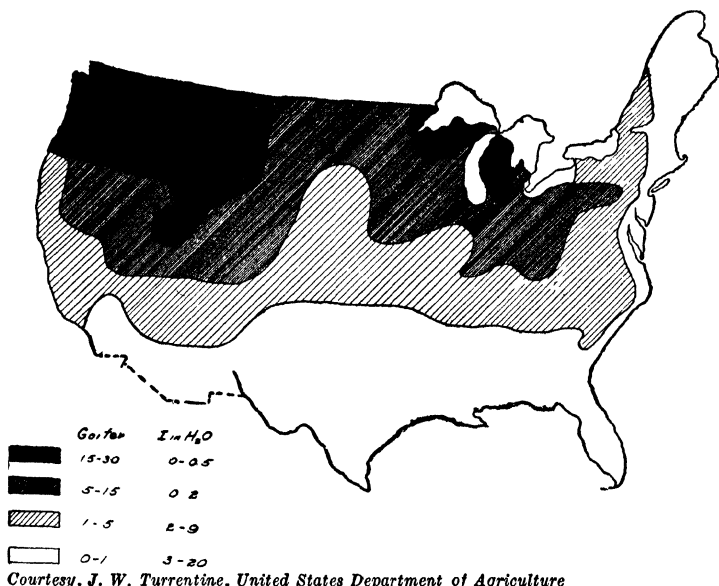 Goiter I in H₂O
15-30 0-0.5
5-15 0 2
1-5 2-9
0-1 3-20
Courtesy, J. W. Turrentine, United States Department of Agriculture